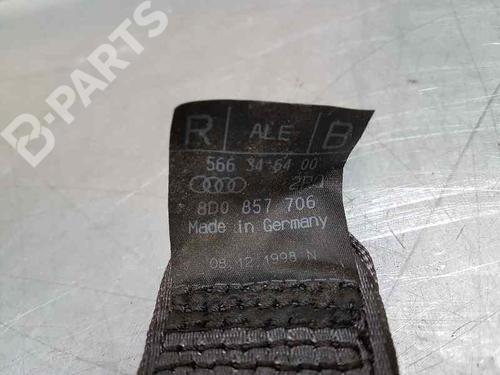 B-PARTS
R ALE B
566 34 64 00
8D0 857 706
Made in Germany
08.12.1998 N